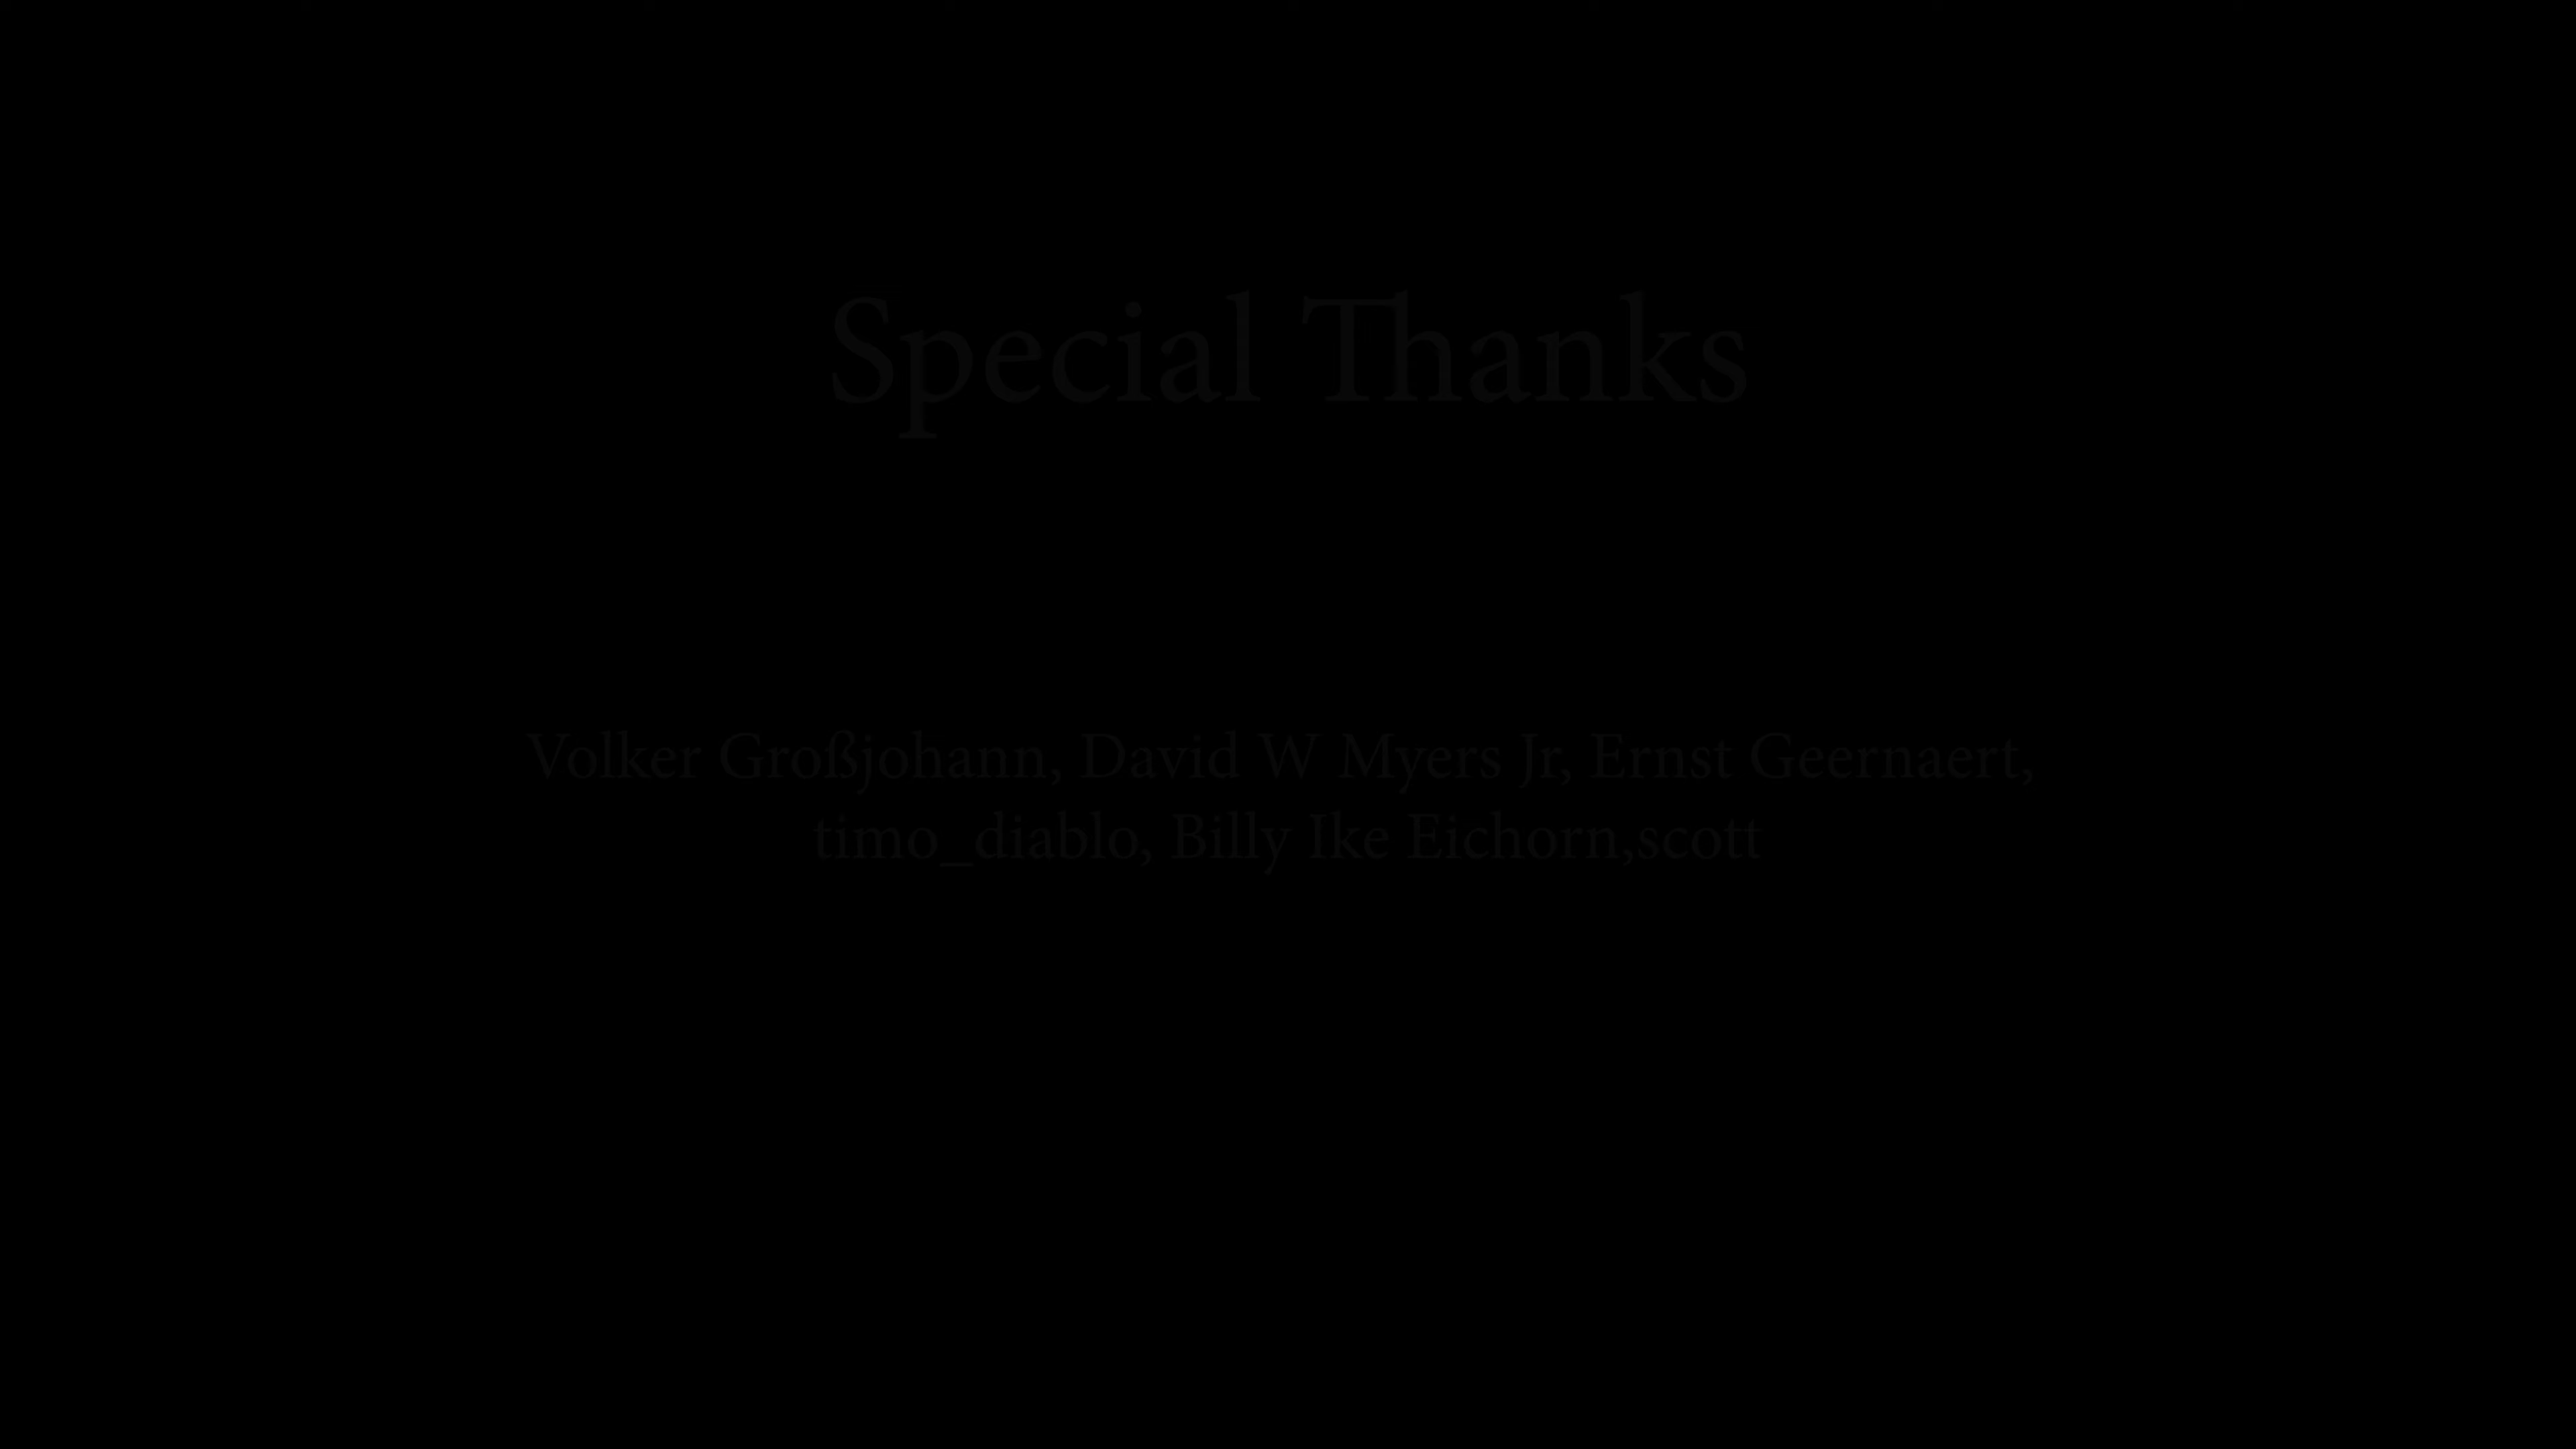 Special Thanks
Volker Großjohann, David W Myers Jr, Ernst Geernaert,
timo_diablo, Billy Ike Eichorn,scott